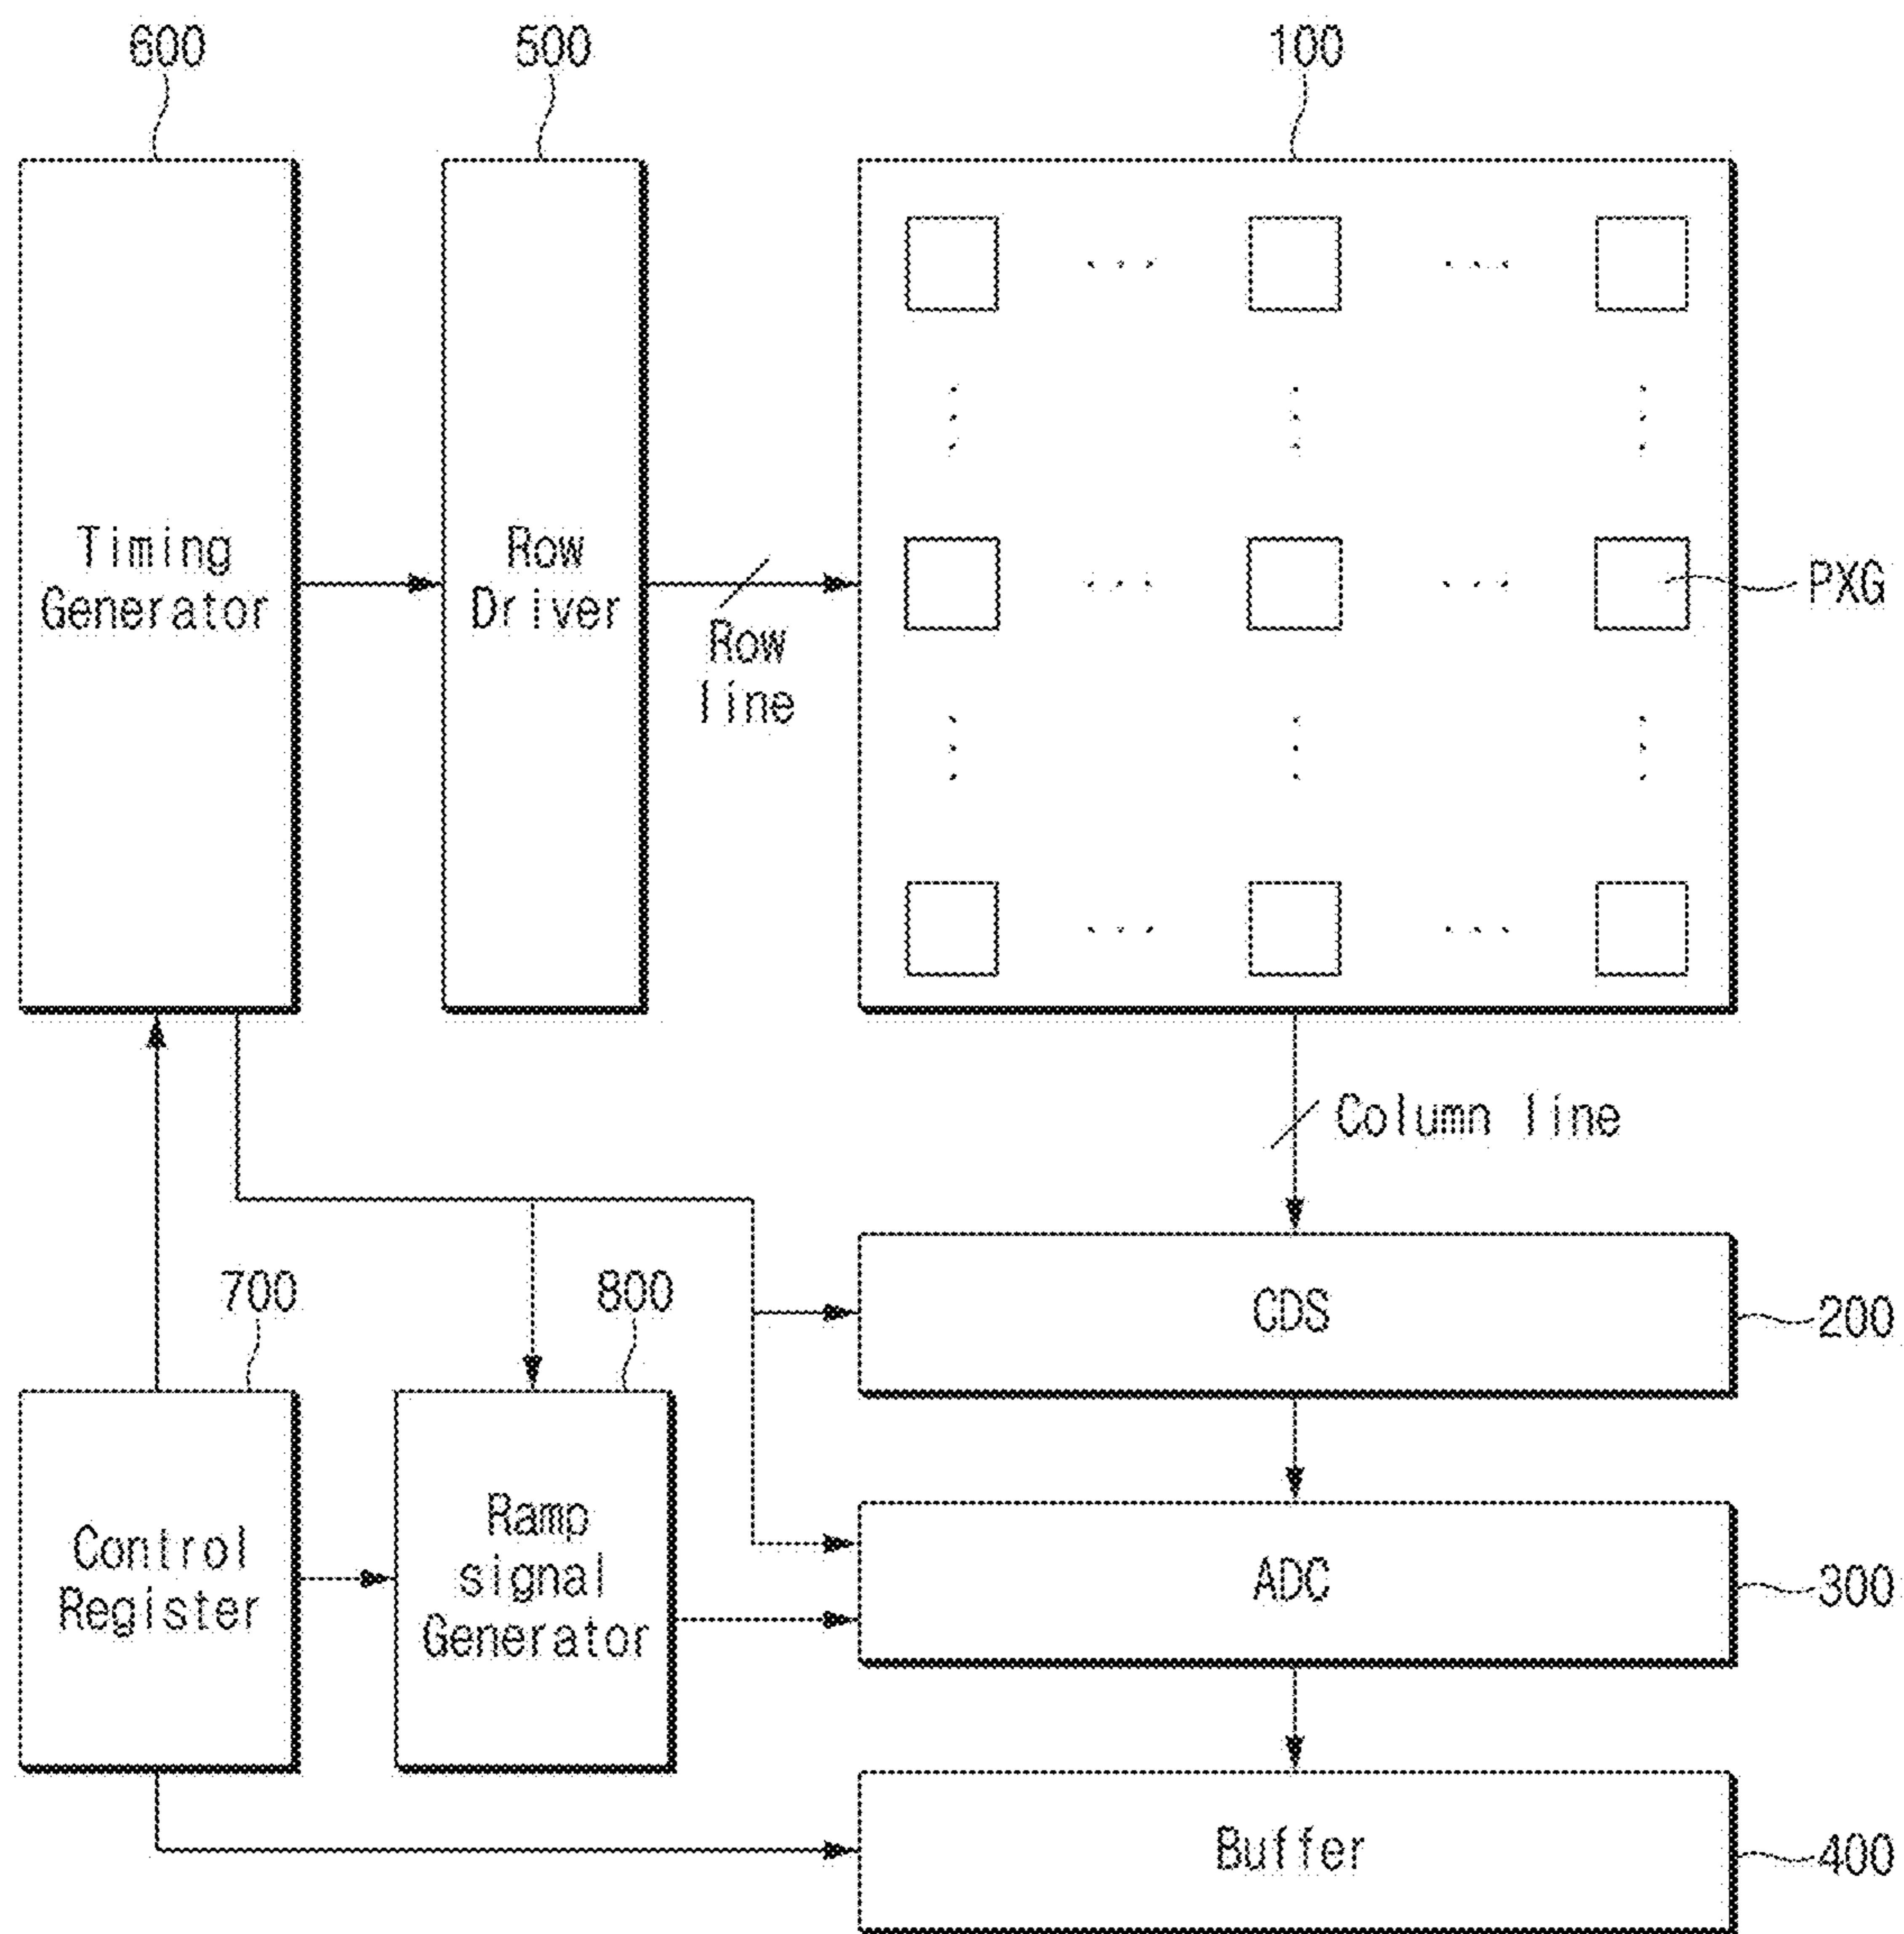 600
500
100
Timing
Generator
Row
Driver
Row
line
PXG
Column line
700
800
CDS
200
Control
Register
Ramp
signal
Generator
ADC
300
Buffer
400